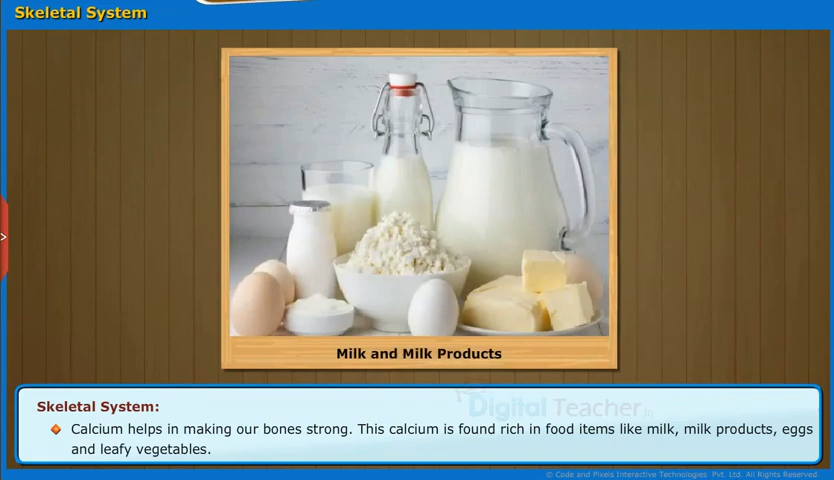 Skeletal System
Milk and Milk Products
Digital Teacher.in
Skeletal System:
Calcium helps in making our bones strong. This calcium is found rich in food items like milk, milk products, eggs
and leafy vegetables.
© Code and Pixels Interactive Technologies Pvt. Ltd. All Rights Reserved.